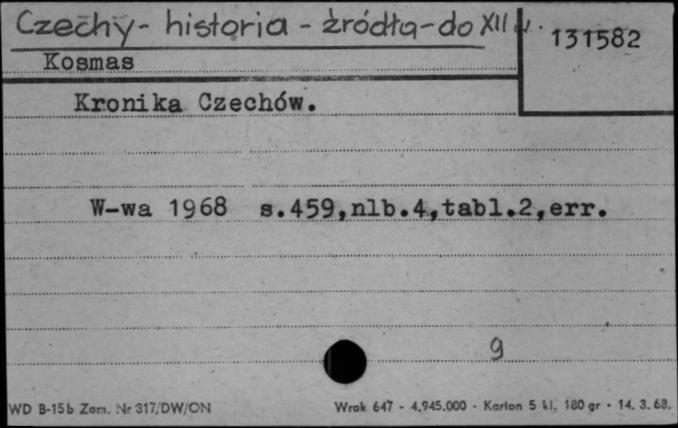 Czechy - historia - źródła - do XII w.
131582
Kosmas
Kronika Czechów.
W-wa 1968 s.459,nlb.4,tabl.2,err.
9
WD B-15b Zam. Nr 317/DW/ON
Wrak 647 - 4.945.000 - Karton 5 kl. 180 gr - 14. 3. 68.